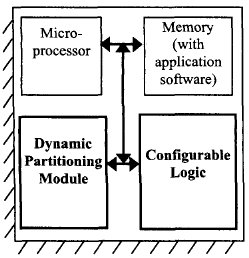 Micro-
processor
Memory
(with
application
software)
Dynamic
Partitioning
Module
Configurable
Logic